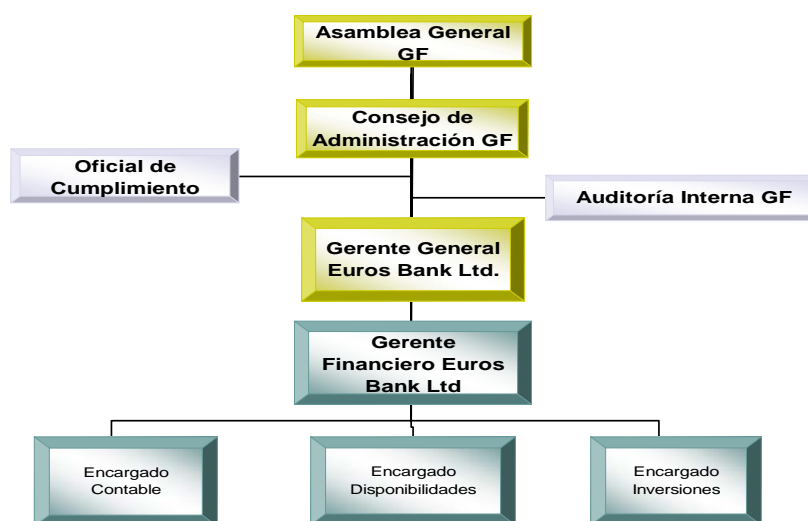 Asamblea General
GF
Consejo de
Administración GF
Oficial de
Cumplimiento
Auditoría Interna GF
Gerente General
Euros Bank Ltd.
Gerente
Financiero Euros
Bank Ltd
Encargado
Contable
Encargado
Disponibilidades
Encargado
Inversiones